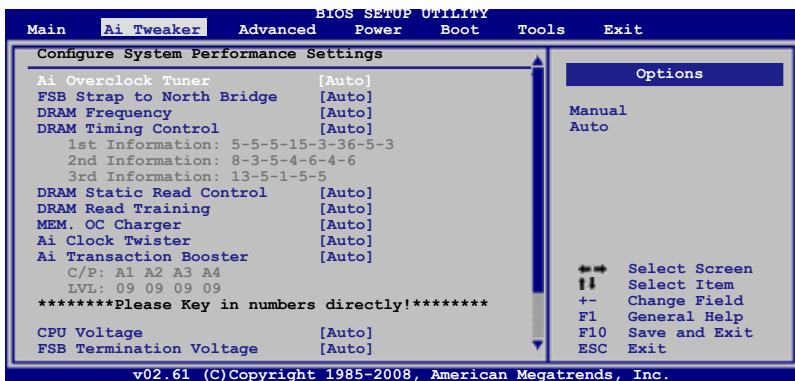 BIOS SETUP UTILITY
Main Ai Tweaker Advanced Power Boot Tools Exit
Configure System Performance Settings
Ai Overclock Tuner [Auto]
FSB Strap to North Bridge [Auto]
DRAM Frequency [Auto]
DRAM Timing Control [Auto]
1st Information: 5-5-5-15-3-36-5-3
2nd Information: 8-3-5-4-6-4-6
3rd Information: 13-5-1-5-5
DRAM Static Read Control [Auto]
DRAM Read Training [Auto]
MEM. OC Charger [Auto]
Ai Clock Twister [Auto]
Ai Transaction Booster [Auto]
C/P: A1 A2 A3 A4
LVL: 09 09 09 09
********Please Key in numbers directly!********
CPU Voltage [Auto]
FSB Termination Voltage [Auto]
Options
Manual
Auto
←→ Select Screen
↑↓ Select Item
+- Change Field
F1 General Help
F10 Save and Exit
ESC Exit
v02.61 (C)Copyright 1985-2008, American Megatrends, Inc.